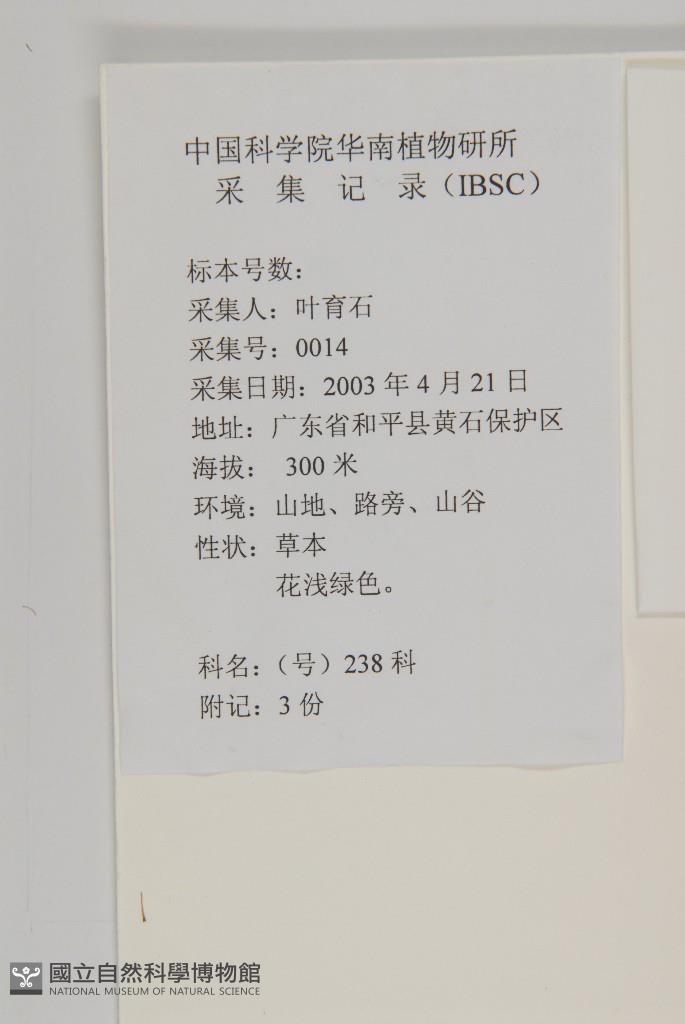 中国科学院华南植物研所
采 集 记 录（IBSC）
标本号数：
采集人：叶育石
采集号：0014
采集日期：2003 年 4 月 21 日
地址：广东省和平县黄石保护区
海拔： 300 米
环境：山地、路旁、山谷
性状：草本
花浅绿色。
科名：（号）238 科
附记：3 份
國立自然科學博物館
NATIONAL MUSEUM OF NATURAL SCIENCE